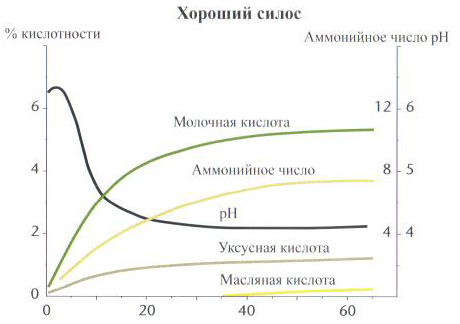 Хороший силос
% кислотности
Аммонийное число pH
6
12 6
Молочная кислота
4
Аммонийное число
8 5
pH
2
4 4
Уксусная кислота
Масляная кислота
0
0 20 40 60